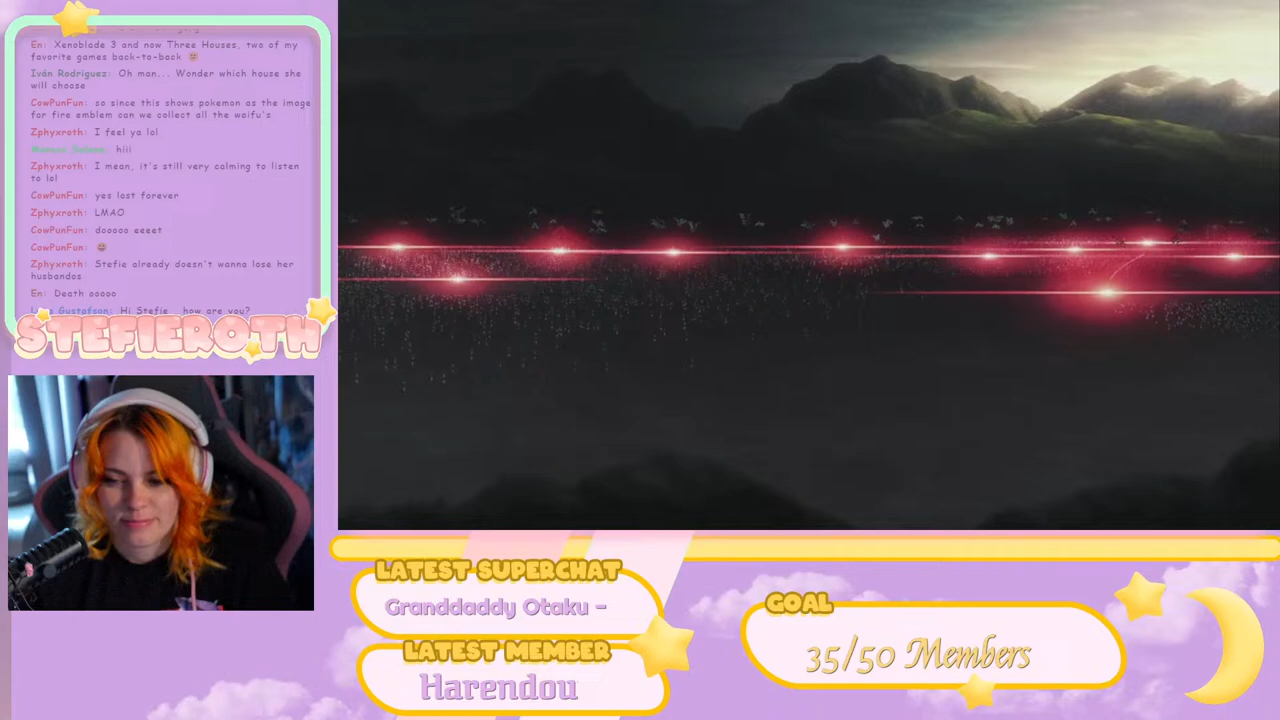 En: Xenoblade 3 and now Three Houses, two of my
favorite games back-to-back
Iván Rodriguez: Oh man... Wonder which house she
will choose
CowPunFun: so since this shows pokemon as the image
for fire emblem can we collect all the waifu's
Zphyxroth: I feel ya lol
hiii
Zphyxroth: I mean, it's still very calming to listen
to lol
CowPunFun: yes lost forever
Zphyxroth: LMAO
CowPunFun: dooooo eeeet
CowPunFun:
Zphyxroth: Stefie already doesn't wanna lose her
husbandos
En: Death ooooo
Gustafson: Hi Stefie how are you?
STEFIEROTH
LATEST SUPERCHAT
Granddaddy Otaku -
LATEST MEMBER
Harendou
GOAL
35/50 Members